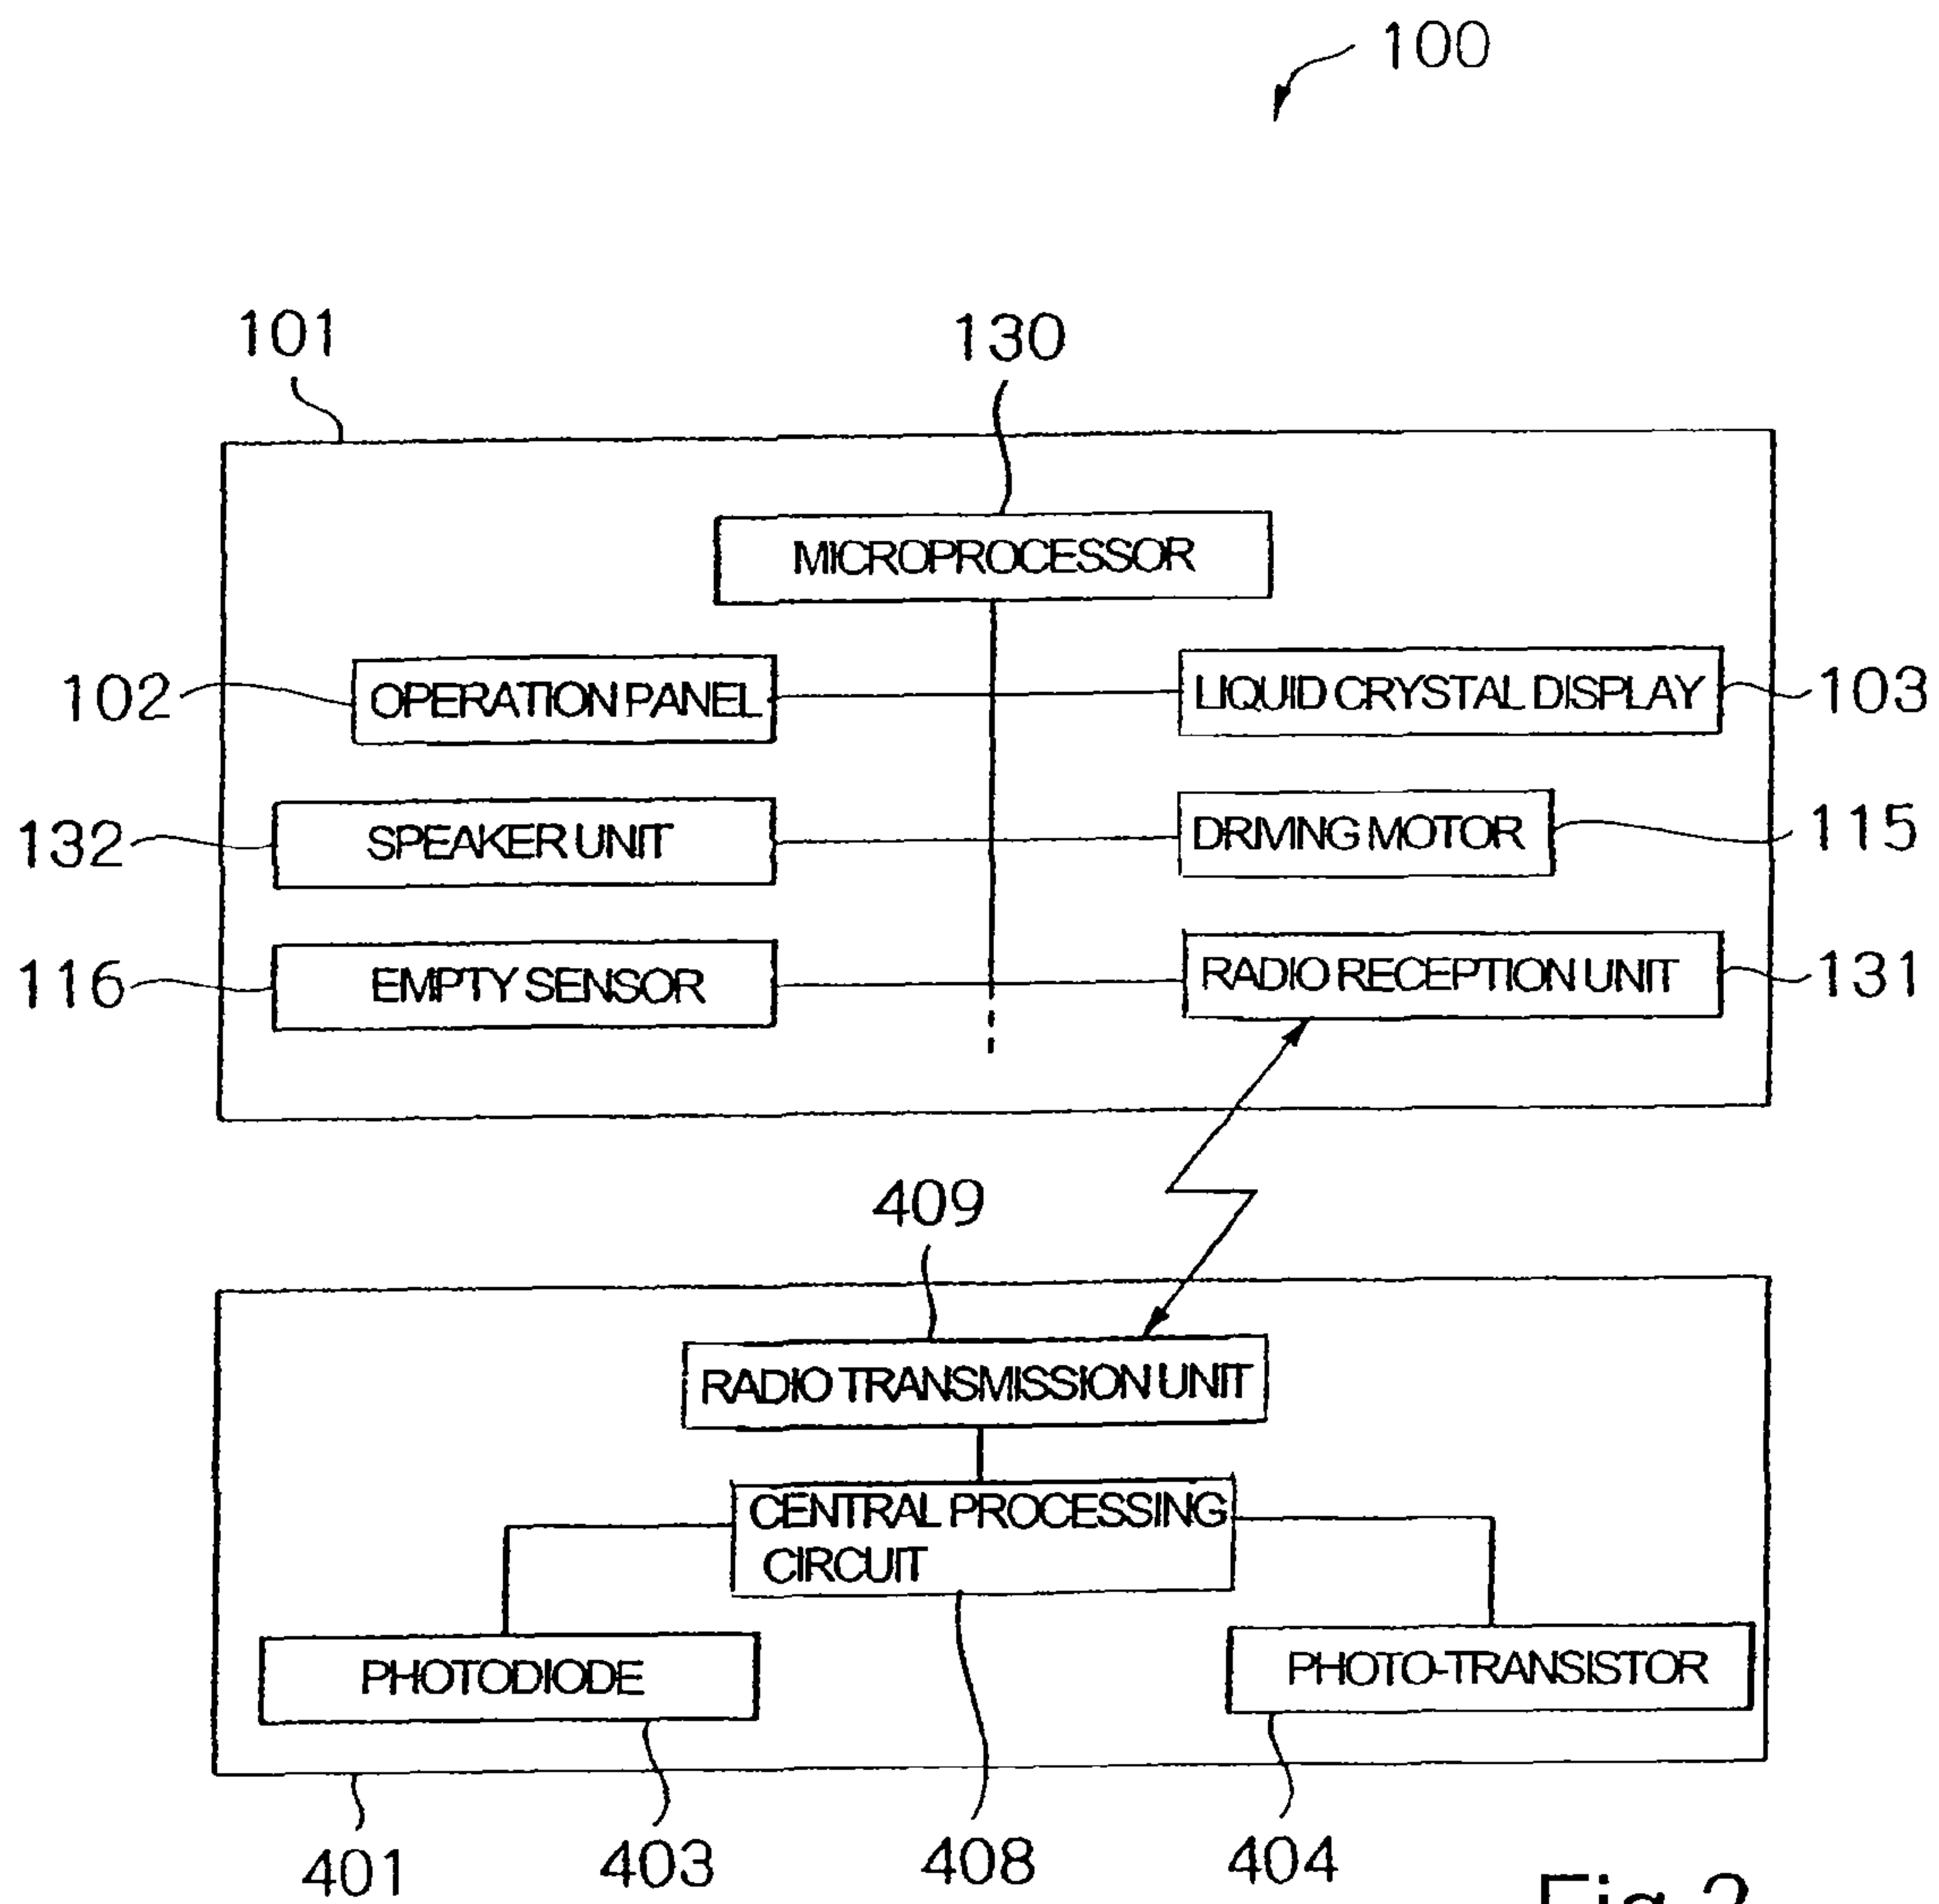 100
101
130
MICROPROCESSOR
102 OPERATION PANEL LIQUID CRYSTAL DISPLAY 103
132 SPEAKER UNIT DRIVING MOTOR 115
116 EMPTY SENSOR RADIO RECEPTION UNIT 131
409
RADIO TRANSMISSION UNIT
CENTRAL PROCESSING
CIRCUIT
PHOTODIODE PHOTO-TRANSISTOR
401 403 408 404
Fig.2